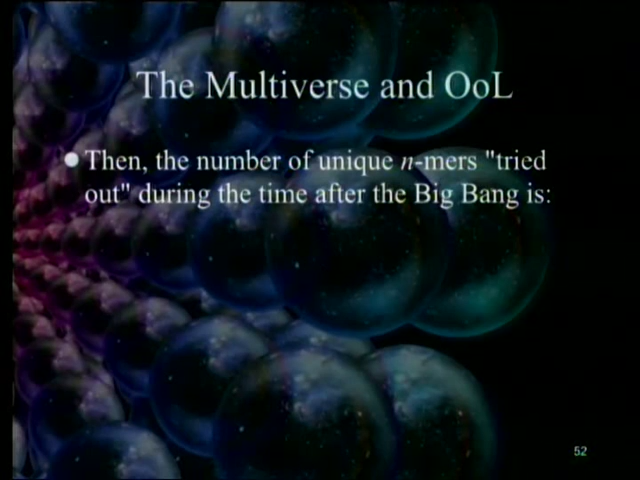 The Multiverse and OoL
Then, the number of unique n-mers "tried
out" during the time after the Big Bang is:
52